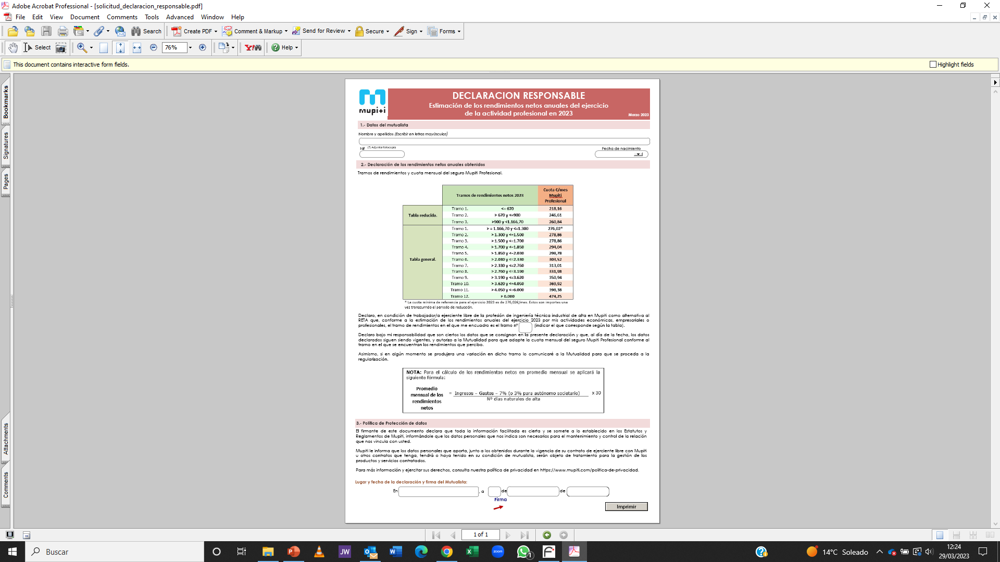 Adobe Acrobat Professional - [solicitud_declaracion_responsable.pdf]
File Edit View Document Comments Tools Advanced Window Help
Search Create PDF Comment & Markup Send for Review Secure Sign Forms
Select 76% Y! Help
This document contains interactive form fields. Highlight fields
Bookmarks
Signatures
Pages
Attachments
Comments
mupiti
DECLARACION RESPONSABLE
Estimación de los rendimientos netos anuales del ejercicio
de la actividad profesional en 2023
Marzo 2023
1.- Datos del mutualista
Nombre y apellidos (Escribir en letras mayúsculas)
Nif (*) Adjuntar fotocopia Fecha de nacimiento
2.- Declaración de los rendimientos netos anuales obtenidos
Tramos de rendimientos y cuota mensual del seguro Mupiti Profesional.
Tramos de rendimientos netos 2023 Cuota €/mes Mupiti Profesional
Tabla reducida.
Tramo 1. <= 670 218,16
Tramo 2. > 670 y <=900 246,61
Tramo 3. >900 y <1.166,70 260,84
Tabla general.
Tramo 1. > = 1.166,70 y <=1.300 276,02*
Tramo 2. > 1.300 y <=1.500 278,86
Tramo 3. > 1.500 y <=1.700 278,86
Tramo 4. > 1.700 y <=1.850 294,04
Tramo 5. > 1.850 y <=2.030 298,78
Tramo 6. > 2.030 y <=2.330 303,52
Tramo 7. > 2.330 y <=2.760 313,01
Tramo 8. > 2.760 y <=3.190 331,98
Tramo 9. > 3.190 y <=3.620 350,94
Tramo 10. > 3.620 y <=4.050 369,92
Tramo 11. > 4.050 y <=6.000 398,38
Tramo 12. > 6.000 474,25
* La cuota mínima de referencia para el ejercicio 2023 es de 276,02€/mes. Estos son importes una
vez transcurrido el periodo de reducción.
Declaro, en condición de trabajador/a ejerciente libre de la profesión de ingeniería técnica industrial de alta en Mupiti como alternativa al
RETA que, conforme a la estimación de los rendimientos anuales del ejercicio 2023 por mis actividades económicas, empresariales o
profesionales, el tramo de rendimientos en el que me encuadro es el tramo nº (indicar el que corresponde según la tabla).
Declaro bajo mi responsabilidad que son ciertos los datos que se consignan en la presente declaración y que, al día de la fecha, los datos
declarados siguen siendo vigentes, y autorizo a la Mutualidad para que adapte la cuota mensual del seguro Mupiti Profesional conforme al
tramo en el que se encuentran los rendimientos que percibo.
Asimismo, si en algún momento se produjera una variación en dicho tramo lo comunicaré a la Mutualidad para que se proceda a la
regularización.
NOTA: Para el cálculo de los rendimientos netos en promedio mensual se aplicará la
siguiente fórmula:
Promedio mensual de los rendimientos netos = Ingresos – Gastos – 7% (o 3% para autónomo societario) x 30
Nº días naturales de alta
3.- Política de Protección de datos
El firmante de este documento declara que toda la información facilitada es cierta y se somete a lo establecido en los Estatutos y
Reglamentos de Mupiti, informándole que los datos personales que nos indica son necesarios para el mantenimiento y control de la relación
que nos vincula con usted.
Mupiti le informa que los datos personales que aporta, junto a los obtenidos durante la vigencia de su contrato de ejerciente libre con Mupiti
u otros contratos que tenga, tendrá o haya tenido en su condición de mutualista, serán objeto de tratamiento para la gestión de los
productos y servicios contratados.
Para más información y ejercitar sus derechos, consulta nuestra política de privacidad en https://www.mupiti.com/politica-de-privacidad.
Lugar y fecha de la declaración y firma del Mutualista:
En , a de de
Firma
Imprimir
1 of 1
Buscar JW zoom 1 14°C Soleado 12:24
29/03/2023